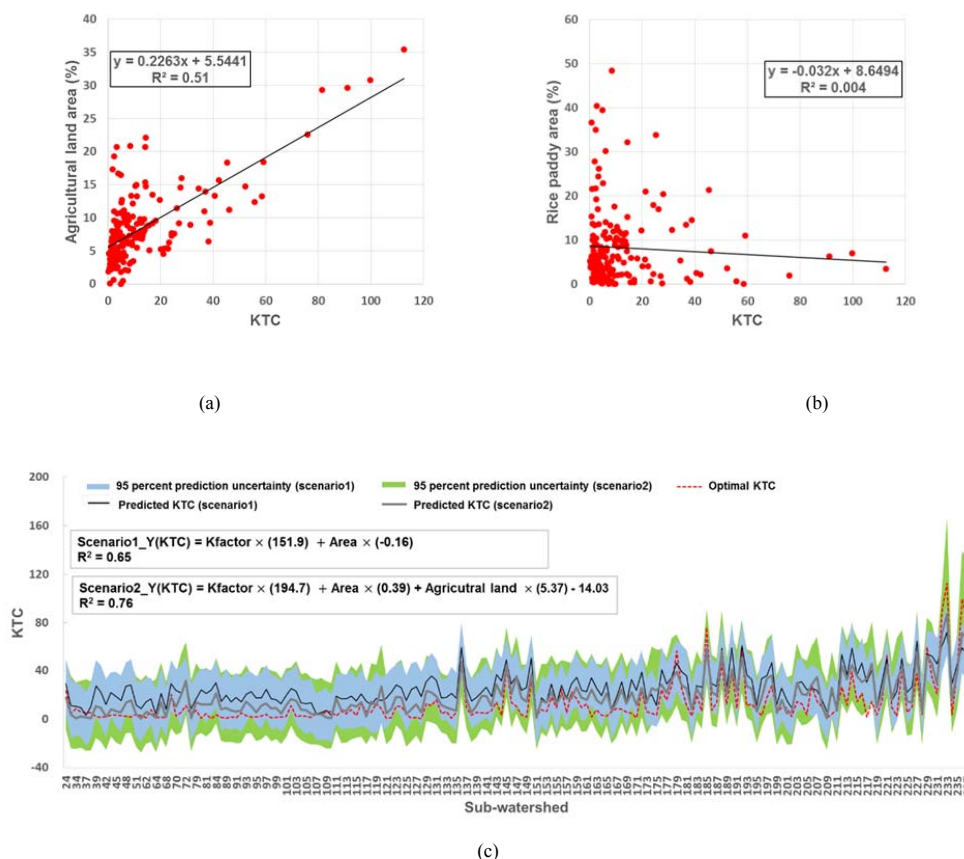 40
35
30
25
20
15
10
5
0
Agricultural land area (%)
y = 0.2263x + 5.5441
R² = 0.51
0 20 40 60 80 100 120
KTC
60
50
40
30
20
10
0
Rice paddy area (%)
y = -0.032x + 8.6494
R² = 0.004
0 20 40 60 80 100 120
KTC
(a)
(b)
200
160
120
80
40
0
-40
KTC
95 percent prediction uncertainty (scenario1)
95 percent prediction uncertainty (scenario2)
Optimal KTC
Predicted KTC (scenario1)
Predicted KTC (scenario2)
Scenario1_Y(KTC) = Kfactor × (151.9) + Area × (-0.16)
R² = 0.65
Scenario2_Y(KTC) = Kfactor × (194.7) + Area × (0.39) + Agricutral land × (5.37) - 14.03
R² = 0.76
Sub-watershed
(c)